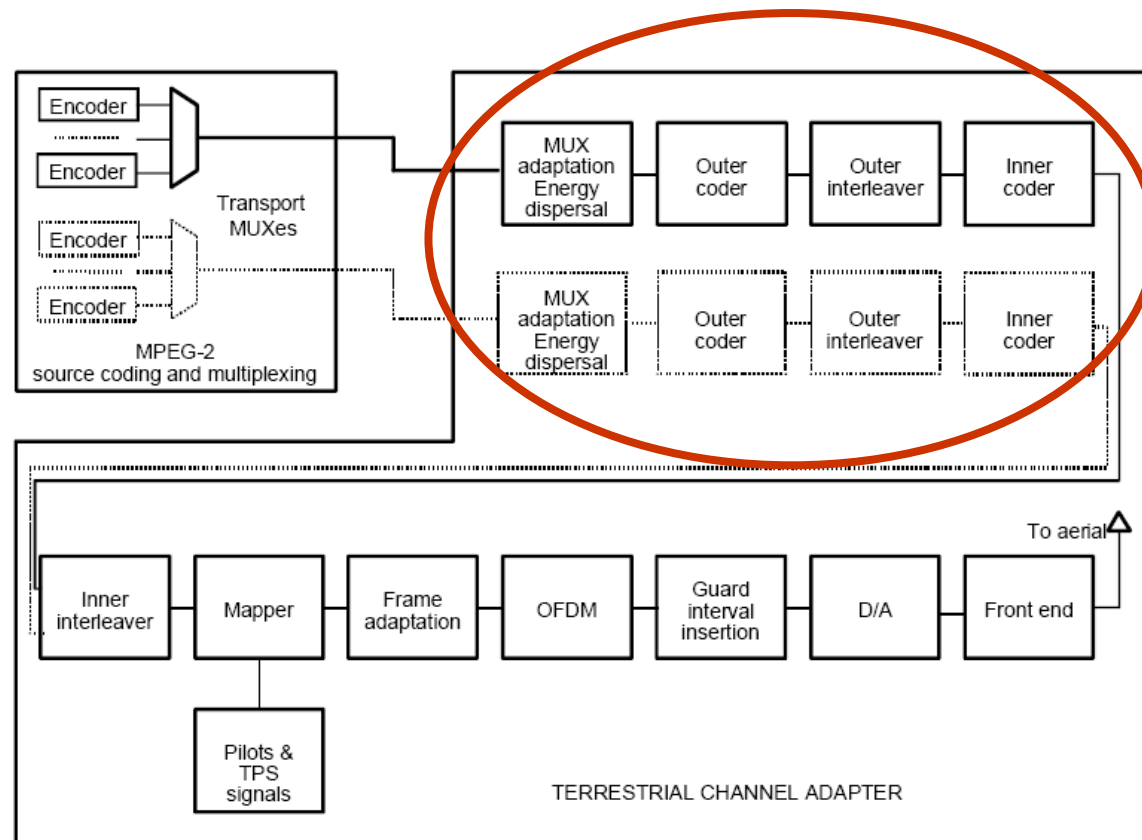 Encoder
Encoder
Transport
MUXes
Encoder
Encoder
MPEG-2
source coding and multiplexing
MUX
adaptation
Energy
dispersal
Outer
coder
Outer
interleaver
Inner
coder
MUX
adaptation
Energy
dispersal
Outer
coder
Outer
interleaver
Inner
coder
To aerial
Inner
interleaver
Mapper
Frame
adaptation
OFDM
Guard
interval
insertion
D/A
Front end
Pilots &
TPS
signals
TERRESTRIAL CHANNEL ADAPTER